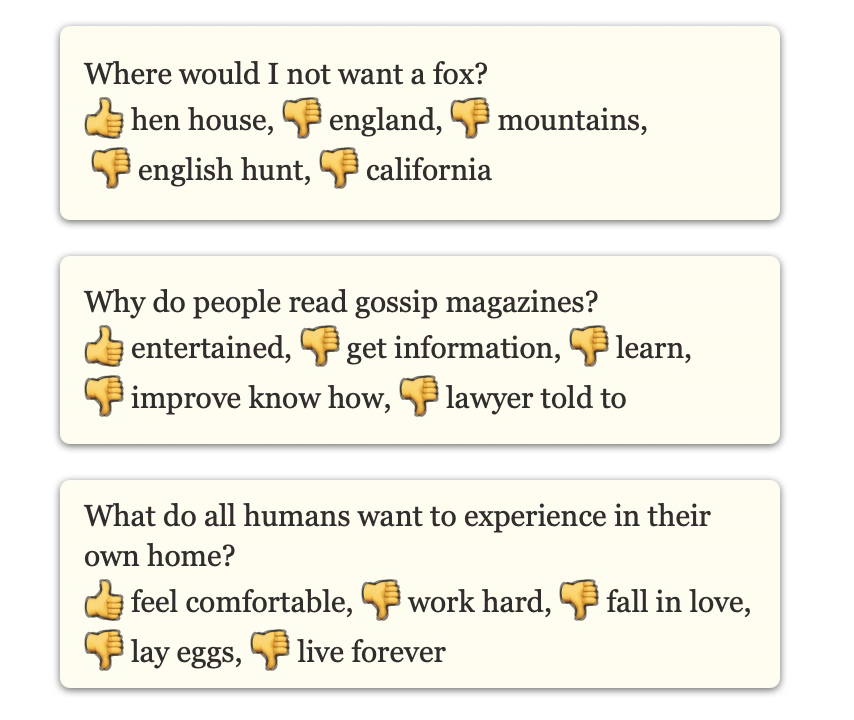 Where would I not want a fox?
👍 hen house, 👎 england, 👎 mountains,
👎 english hunt, 👎 california
Why do people read gossip magazines?
👍 entertained, 👎 get information, 👎 learn,
👎 improve know how, 👎 lawyer told to
What do all humans want to experience in their
own home?
👍 feel comfortable, 👎 work hard, 👎 fall in love,
👎 lay eggs, 👎 live forever